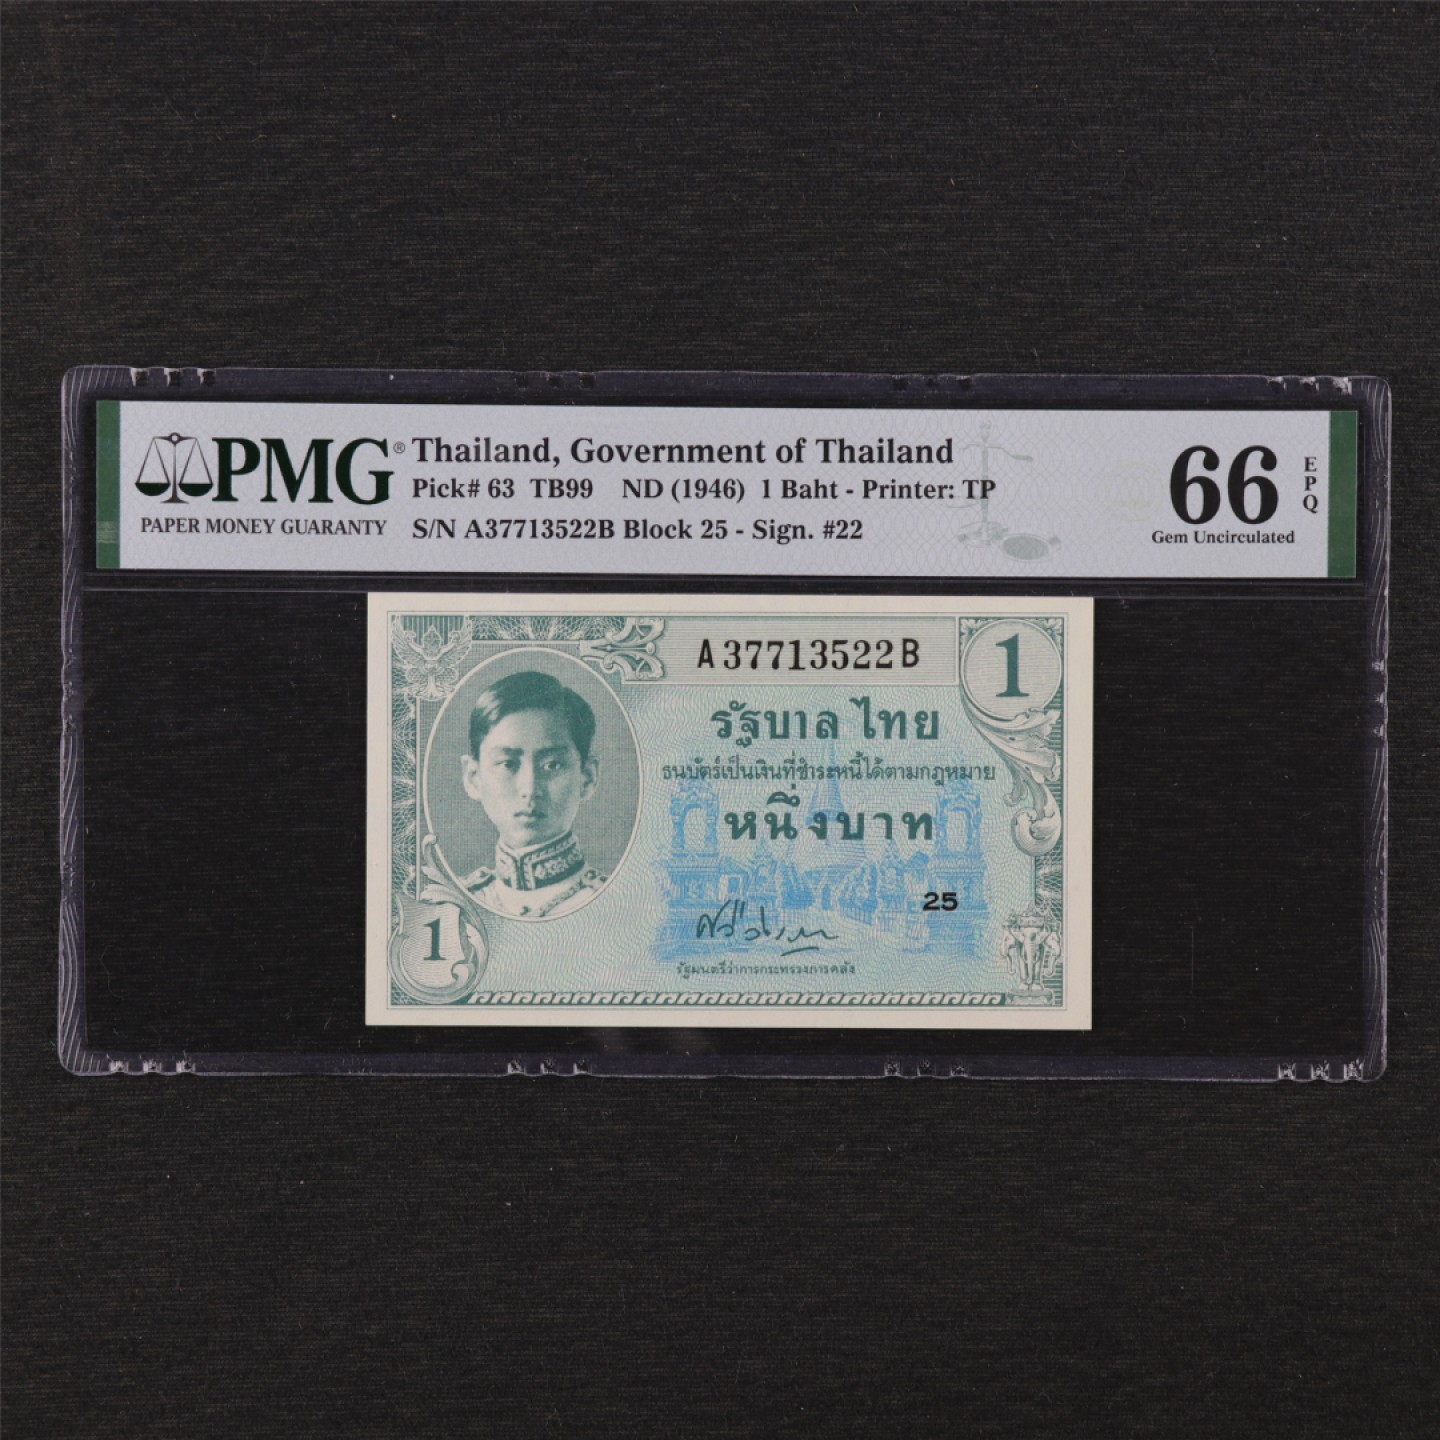 PMG®
PAPER MONEY GUARANTY
Thailand, Government of Thailand
Pick# 63 TB99 ND (1946) 1 Baht - Printer: TP
S/N A37713522B Block 25 - Sign. #22
66 EPQ
Gem Uncirculated
A37713522B
1
รัฐบาลไทย
ธนบัตร์เป็นเงินที่ชำระหนี้ได้ตามกฎหมาย
หนึ่งบาท
25
1
รัฐมนตรีว่าการกระทรวงการคลัง